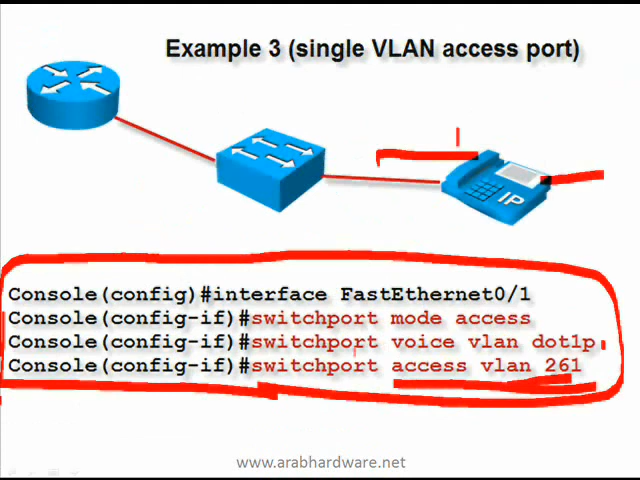 Example 3 (single VLAN access port)
IP
Console(config)#interface FastEthernet0/1
Console(config-if)#switchport mode access
Console(config-if)#switchport voice vlan dot1p
Console(config-if)#switchport access vlan 261
www.arabhardware.net